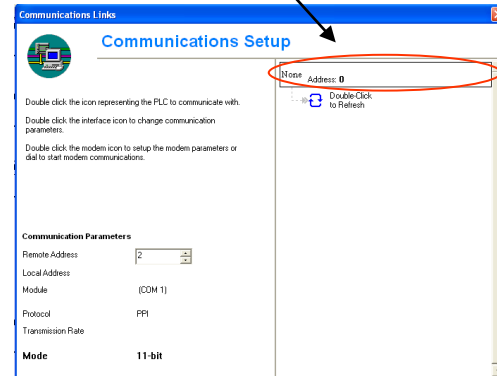 Communications Links
Communications Setup
Double click the icon representing the PLC to communicate with.
Double click the interface icon to change communication
parameters.
Double click the modem icon to setup the modem parameters or
dial to start modem communications.
Communication Parameters
Remote Address 2
Local Address
Module (COM 1)
Protocol PPI
Transmission Rate
Mode 11-bit
None Address: 0
Double-Click
to Refresh